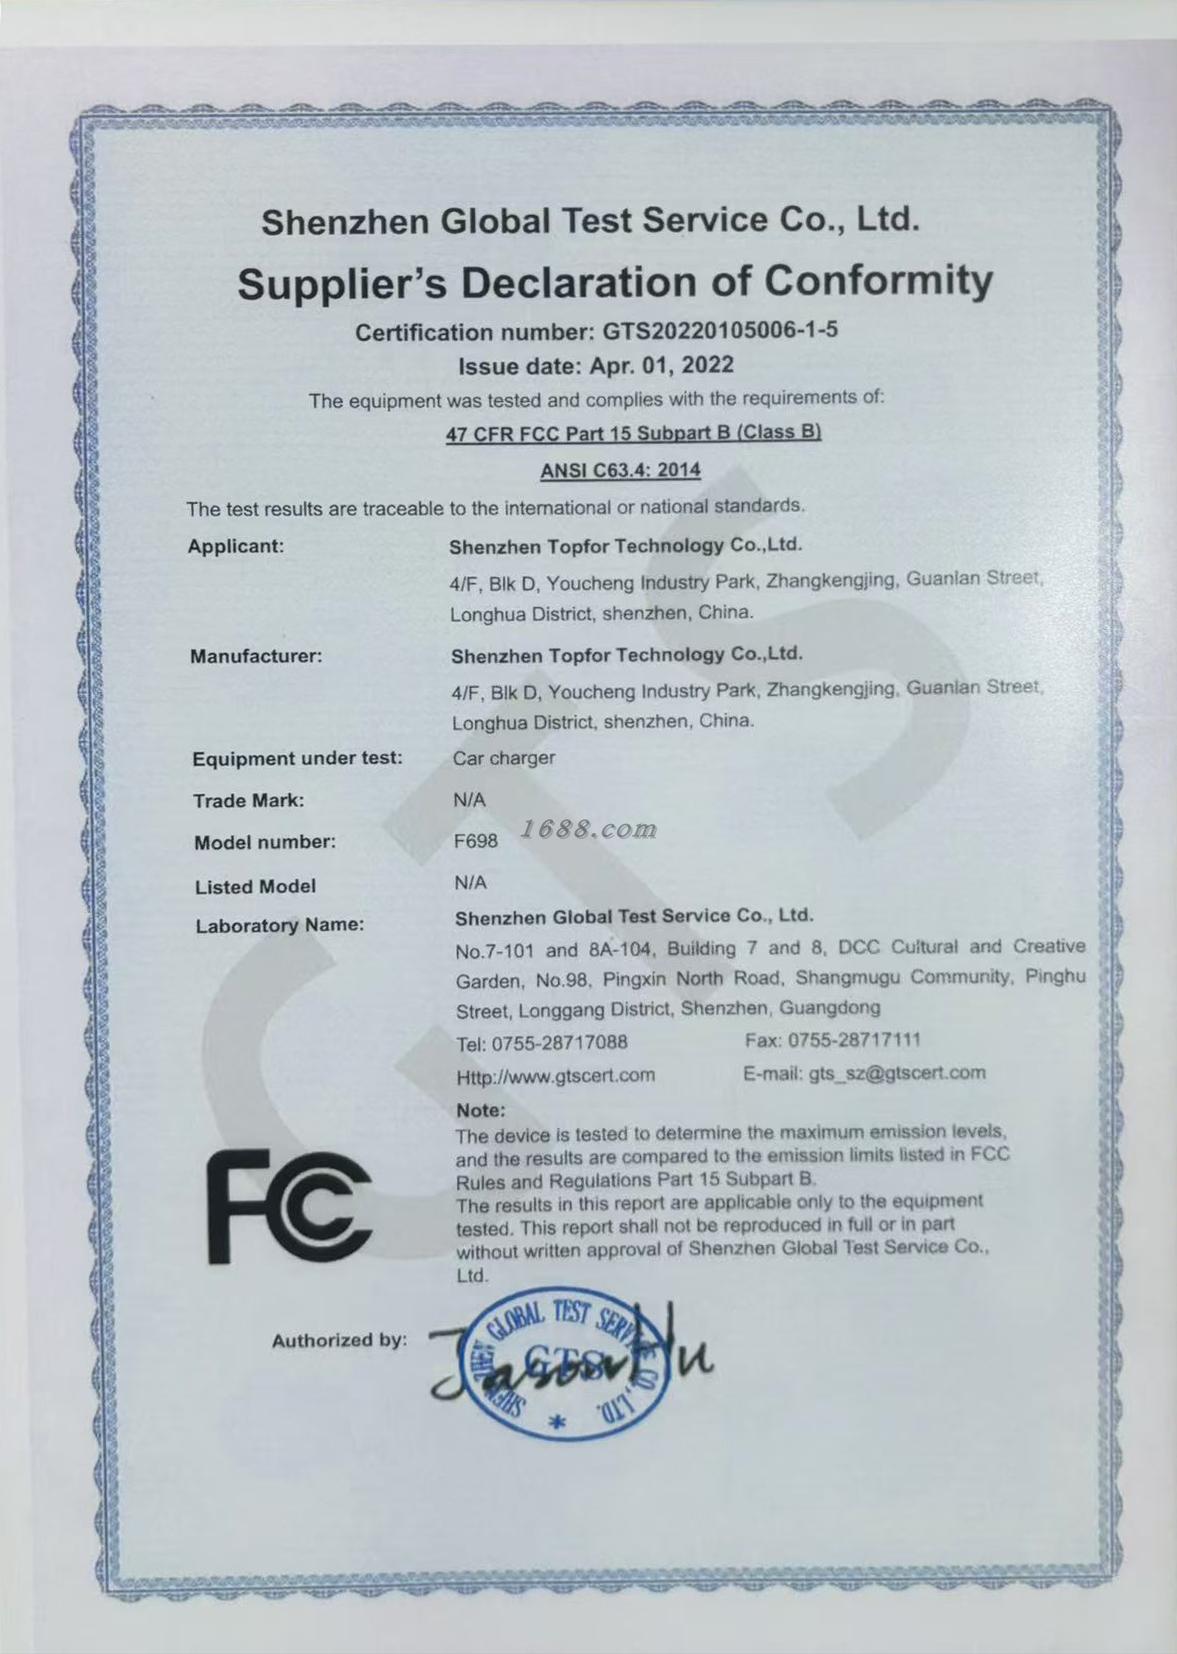 Shenzhen Global Test Service Co., Ltd.
Supplier's Declaration of Conformity
Certification number: GTS20220105006-1-5
Issue date: Apr. 01, 2022
The equipment was tested and complies with the requirements of:
47 CFR FCC Part 15 Subpart B (Class B)
ANSI C63.4: 2014
The test results are traceable to the international or national standards.
Applicant: Shenzhen Topfor Technology Co.,Ltd.
4/F, Blk D, Youcheng Industry Park, Zhangkengjing, Guanlan Street,
Longhua District, shenzhen, China.
Manufacturer: Shenzhen Topfor Technology Co.,Ltd.
4/F, Blk D, Youcheng Industry Park, Zhangkengjing, Guanlan Street,
Longhua District, shenzhen, China.
Equipment under test: Car charger
Trade Mark: N/A
1688.com
Model number: F698
Listed Model N/A
Laboratory Name: Shenzhen Global Test Service Co., Ltd.
No.7-101 and 8A-104, Building 7 and 8, DCC Cultural and Creative
Garden, No.98, Pingxin North Road, Shangmugu Community, Pinghu
Street, Longgang District, Shenzhen, Guangdong
Tel: 0755-28717088 Fax: 0755-28717111
Http://www.gtscert.com E-mail: gts_sz@gtscert.com
Note:
The device is tested to determine the maximum emission levels,
and the results are compared to the emission limits listed in FCC
Rules and Regulations Part 15 Subpart B.
The results in this report are applicable only to the equipment
tested. This report shall not be reproduced in full or in part
without written approval of Shenzhen Global Test Service Co.,
Ltd.
FC
Authorized by: Jason Hu
SHENZHEN GLOBAL TEST SERVICE CO., LTD.
GTS
*
GTS